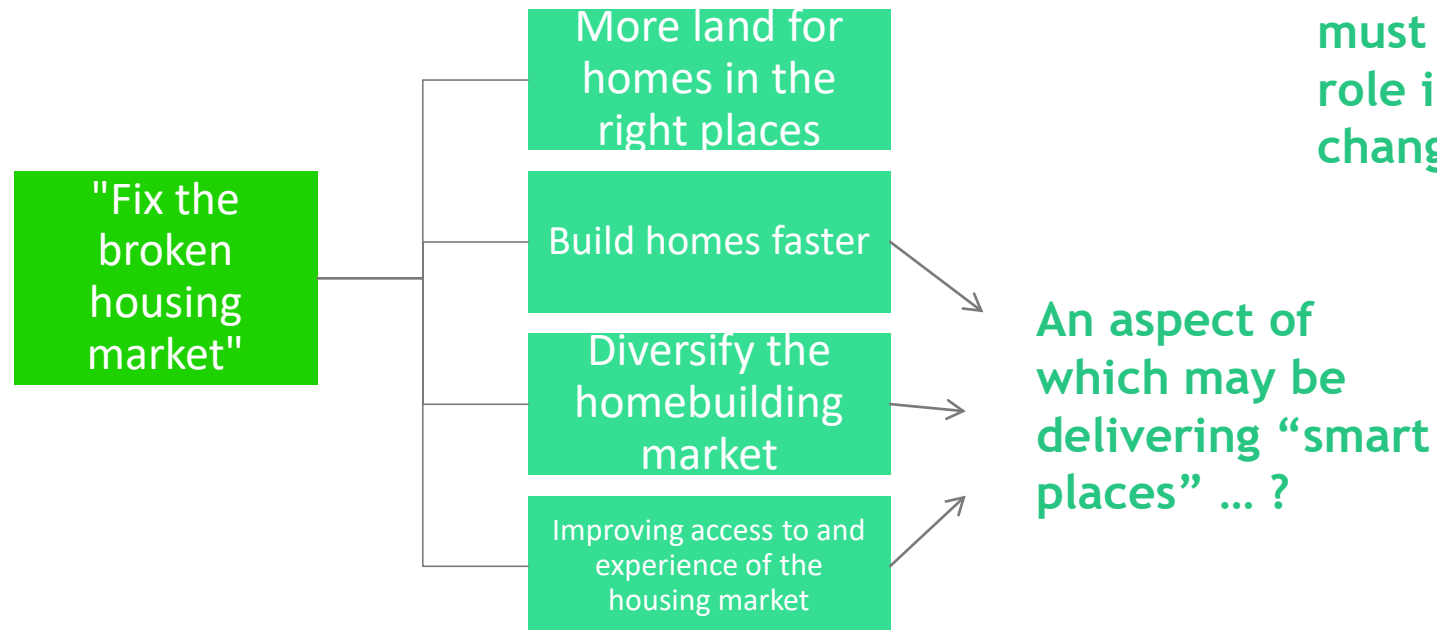 "Fix the
broken
housing
market"
More land for
homes in the
right places
Build homes faster
Diversify the
homebuilding
market
Improving access to and
experience of the
housing market
must
role
An aspect of
which may be
delivering “smart
places” … ?